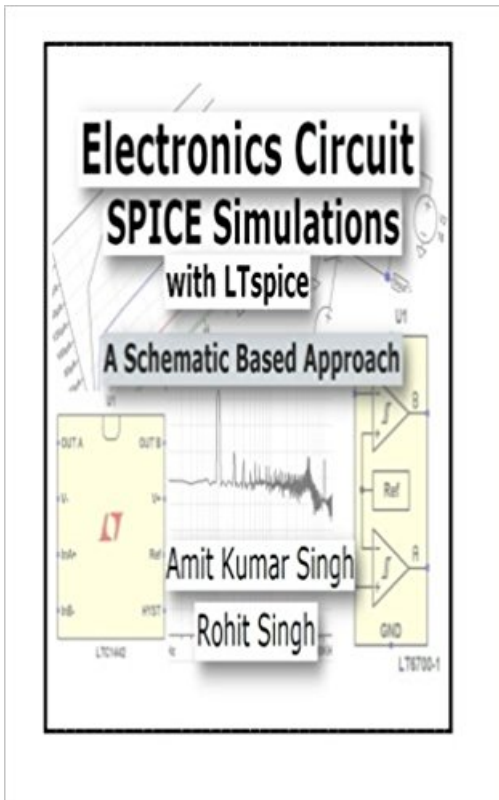 Electronics Circuit
SPICE Simulations
with LTspice
A Schematic Based Approach
U1
OUT A
OUT B
V-
V+
InA+
Ref
InB-
HYST
LTC1442
Ref
B
A
GND
LT6700-1
Amit Kumar Singh
Rohit Singh